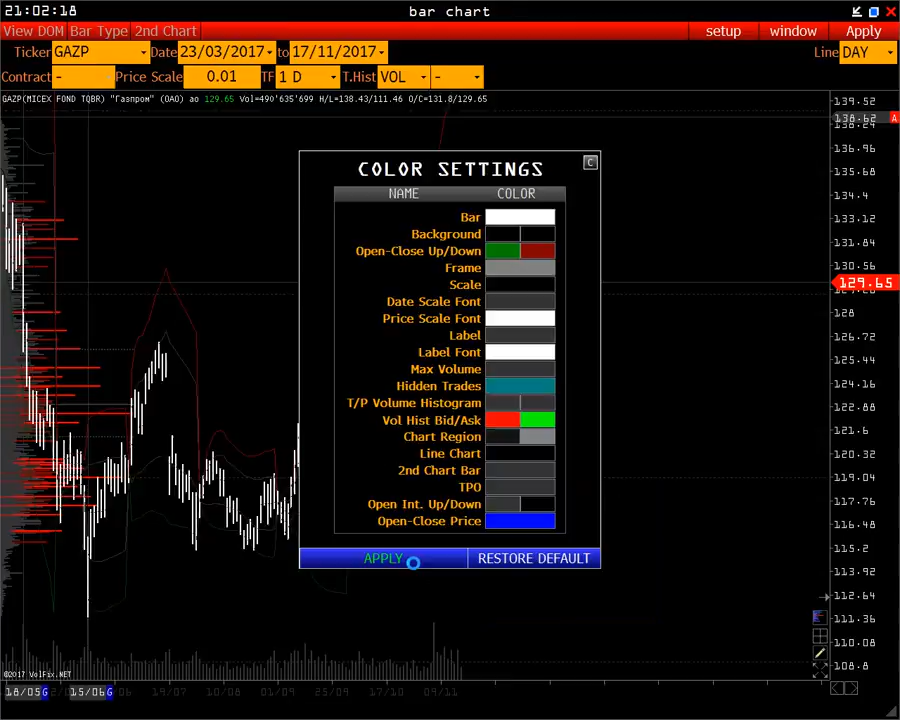 21:02:18 bar chart
View DOM Bar Type 2nd Chart setup window Apply
Ticker GAZP Date 23/03/2017 to 17/11/2017 Line DAY
Contract - Price Scale 0.01 TF 1 D T.Hist VOL -
GAZP(MICEX FOND TQBR) "Газпром" (ОАО) ао 129.65 Vol=490'635'699 H/L=138.43/111.46 O/C=131.8/129.65
139.52
138.62 A
138.24
136.96
135.68
134.4
133.12
131.84
130.56
129.65
128
126.72
125.44
124.16
122.88
121.6
120.32
119.04
117.76
116.48
115.2
113.92
112.64
111.36
110.08
108.8
COLOR SETTINGS C
NAME COLOR
Bar
Background
Open-Close Up/Down
Frame
Scale
Date Scale Font
Price Scale Font
Label
Label Font
Max Volume
Hidden Trades
T/P Volume Histogram
Vol Hist Bid/Ask
Chart Region
Line Chart
2nd Chart Bar
TPO
Open Int. Up/Down
Open-Close Price
APPLY RESTORE DEFAULT
©2017 VolFix.NET
18/05 G 15/06 G 19/07 10/08 01/09 25/09 17/10 09/11